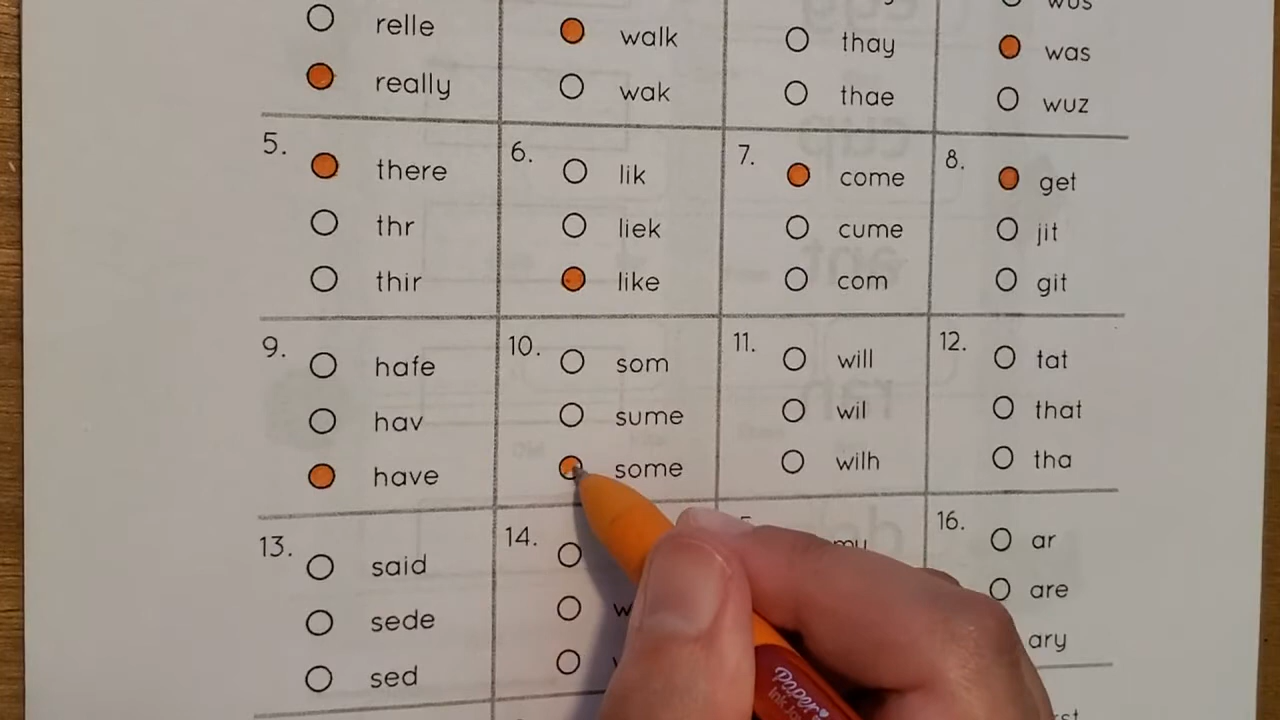 relle
really
walk
wak
thay
thae
was
wuz
5. there
thr
thir
6. lik
liek
like
7. come
cume
com
8. get
jit
git
9. hafe
hav
have
10. som
sume
some
11. will
wil
wilh
12. tat
that
tha
13. said
sede
sed
14.
my
16. ar
are
ary
Paper
InkJoy